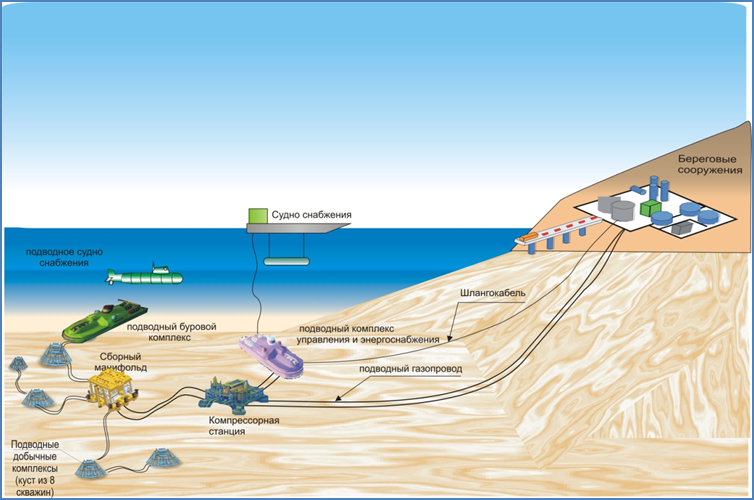 Береговые
сооружения
Судно снабжения
подводное судно
снабжения
Шлангокабель
подводный буровой
комплекс
подводный комплекс
управления и энергоснабжения
Сборный
манифольд
подводный газопровод
Компрессорная
станция
Подводные
добычные
комплексы
(куст из 8
скважин)